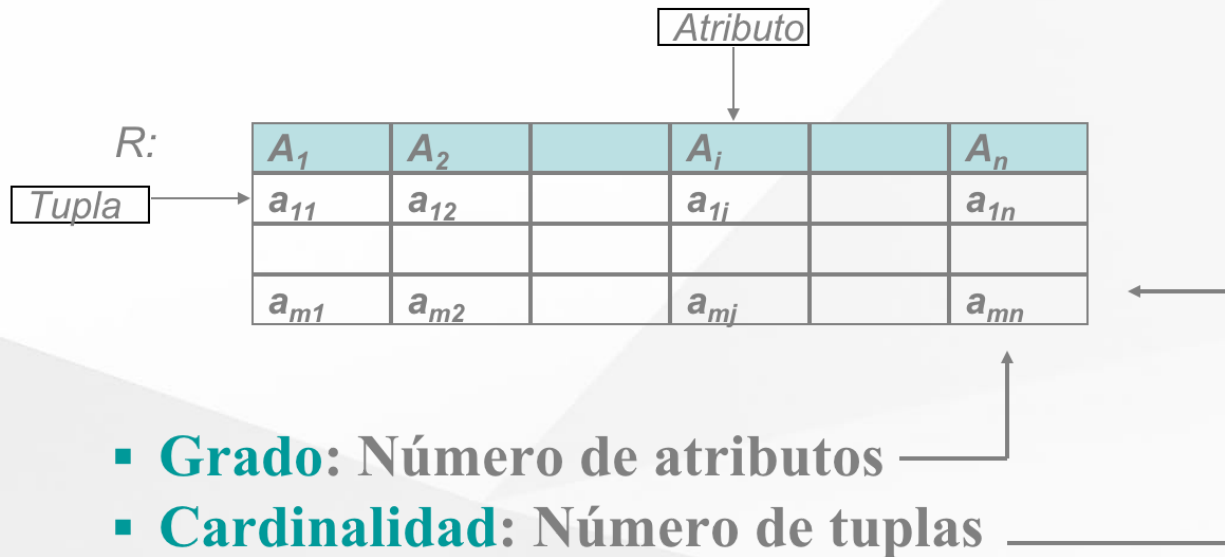 Atributo
R:
A1 A2 Ai An
Tupla
a11 a12 a1j a1n
am1 am2 amj amn
▪ Grado: Número de atributos
▪ Cardinalidad: Número de tuplas